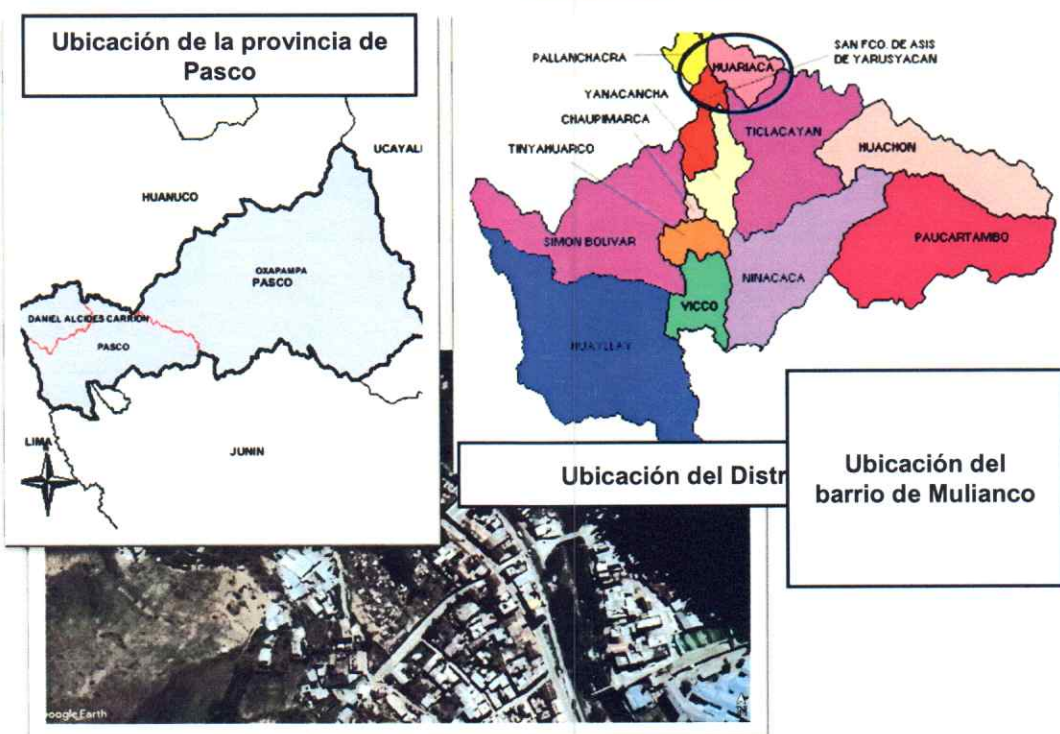 Ubicación de la provincia de
Pasco
UCAYALI
HUANUCO
OXAPAMPA
PASCO
DANIEL ALCIDES CARRION
PASCO
LIMA
JUNIN
PALLANCHACRA
HUARIACA
SAN FCO. DE ASIS
DE YARUSYACAN
YANACANCHA
CHAUPIMARCA
TINYAHUARCO
TICLACAYAN
HUACHON
SIMON BOLIVAR
NINACACA
PAUCARTAMBO
VICCO
HUAYLLAY
Ubicación del Distr
Ubicación del
barrio de Mulianco
oogle Earth